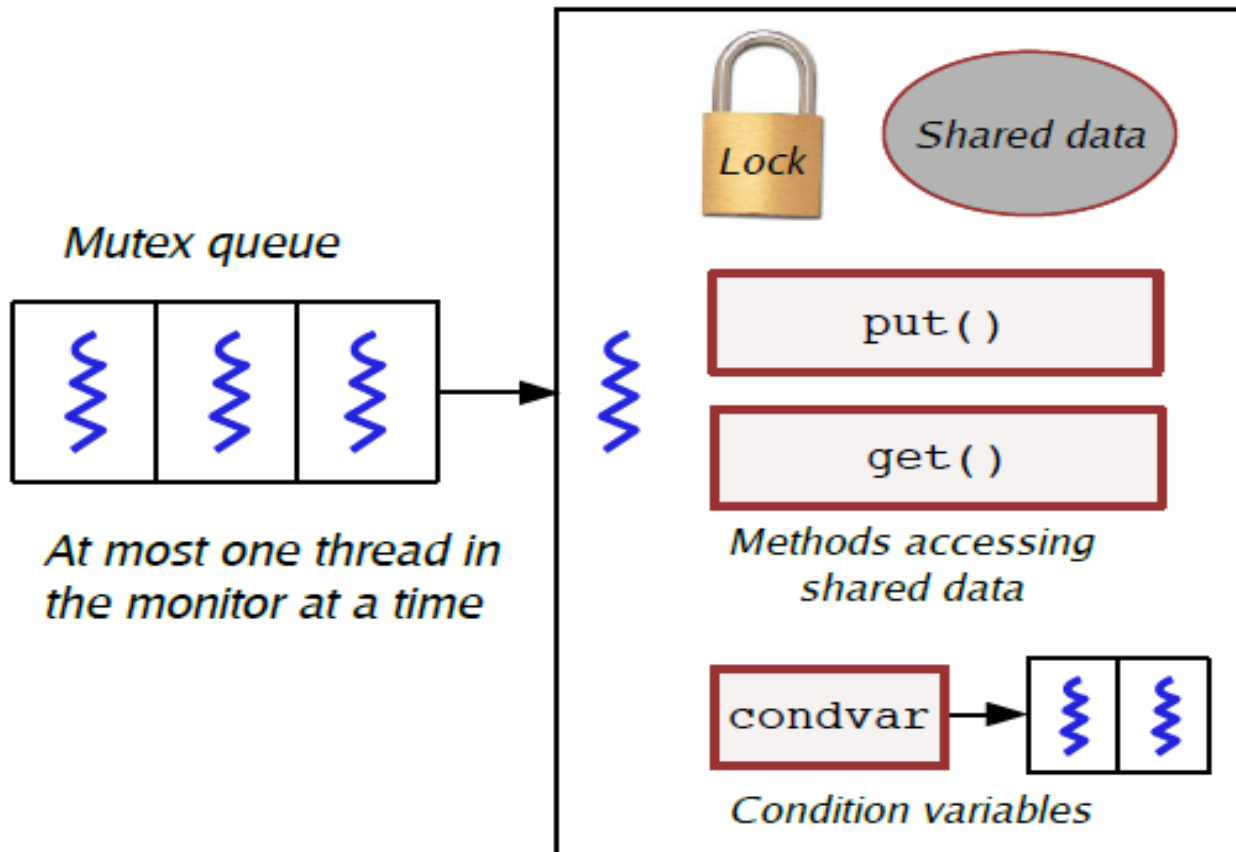 Lock
Shared data
Mutex queue
put()
get()
At most one thread in
the monitor at a time
Methods accessing
shared data
condvar
Condition variables